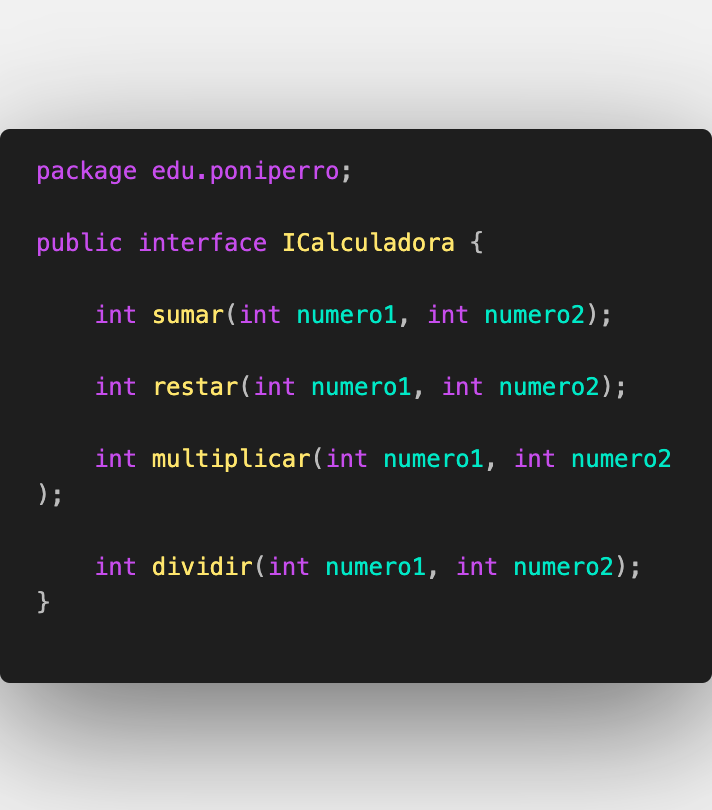 package edu.poniperro;
public interface ICalculadora {
int sumar(int numero1, int numero2);
int restar(int numero1, int numero2);
int multiplicar(int numero1, int numero2
);
int dividir(int numero1, int numero2);
}